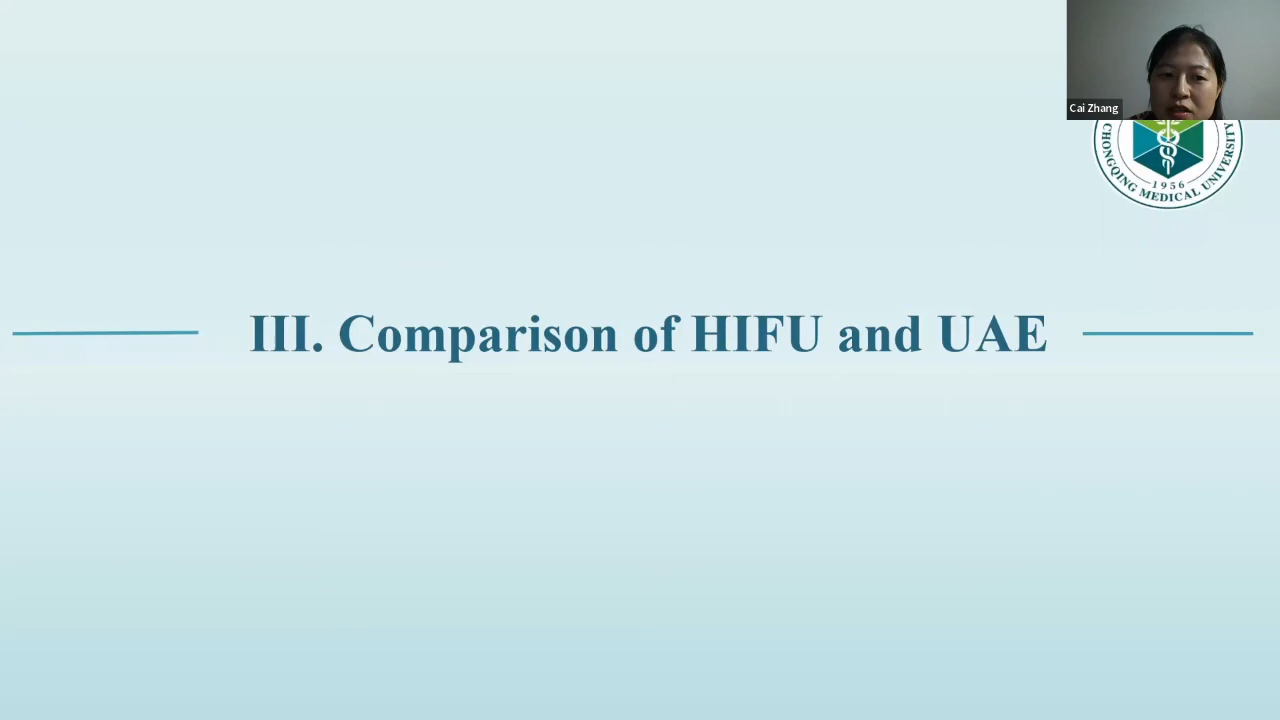 Cai Zhang
CHONGQING MEDICAL UNIVERSITY
1956
III. Comparison of HIFU and UAE